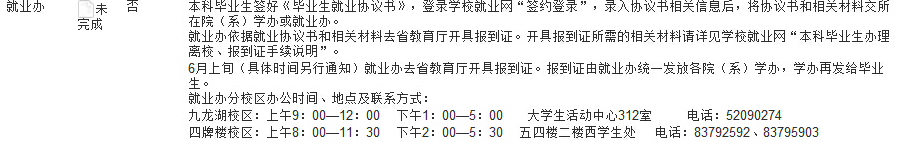 就业办 未完成 否 本科毕业生签好《毕业生就业协议书》，登录学校就业网“签约登录”，录入协议书相关信息后，将协议书和相关材料交所
在院（系）学办或就业办。
就业办依据就业协议书和相关材料去省教育厅开具报到证。开具报到证所需的相关材料请详见学校就业网“本科毕业生办理
离校、报到证手续说明”。
6月上旬（具体时间另行通知）就业办去省教育厅开具报到证。报到证由就业办统一发放各院（系）学办，学办再发给毕业
生。
就业办分校区办公时间、地点及联系方式：
九龙湖校区：上午9：00—12：00 下午1：00—5：00 大学生活动中心312室 电话：52090274
四牌楼校区：上午8：00—11：30 下午2：00—5：30 五四楼二楼西学生处 电话：83792592、83795903